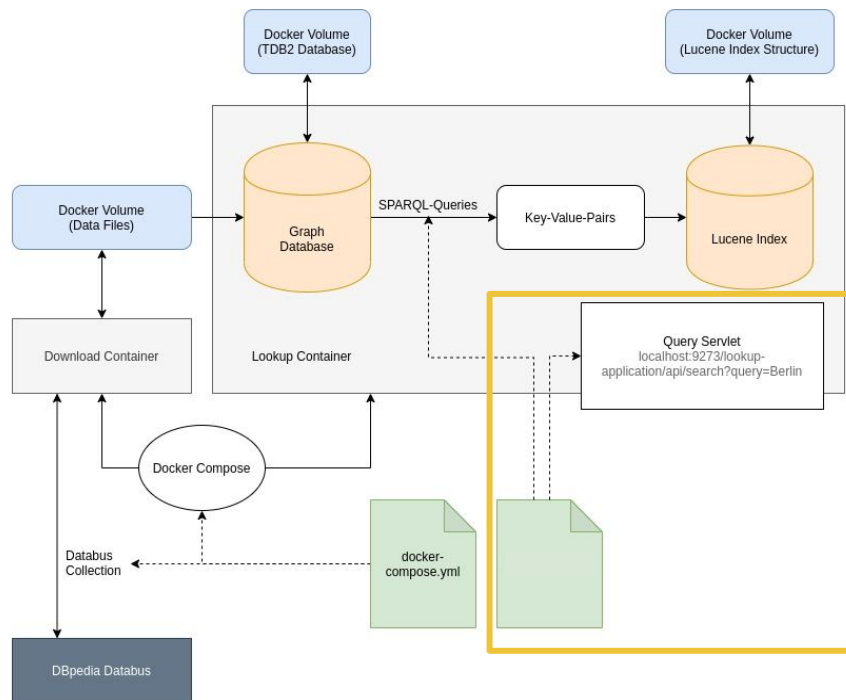 Docker Volume
(TDB2 Database)
Docker Volume
(Lucene Index Structure)
Docker Volume
(Data Files)
SPARQL-Queries
Key-Value-Pairs
Graph
Database
Lucene Index
Download Container
Lookup Container
Query Servlet
localhost:9273/lookup-
application/api/search?query=Berlin
Docker Compose
Databus
Collection
docker-
compose.yml
DBpedia Databus